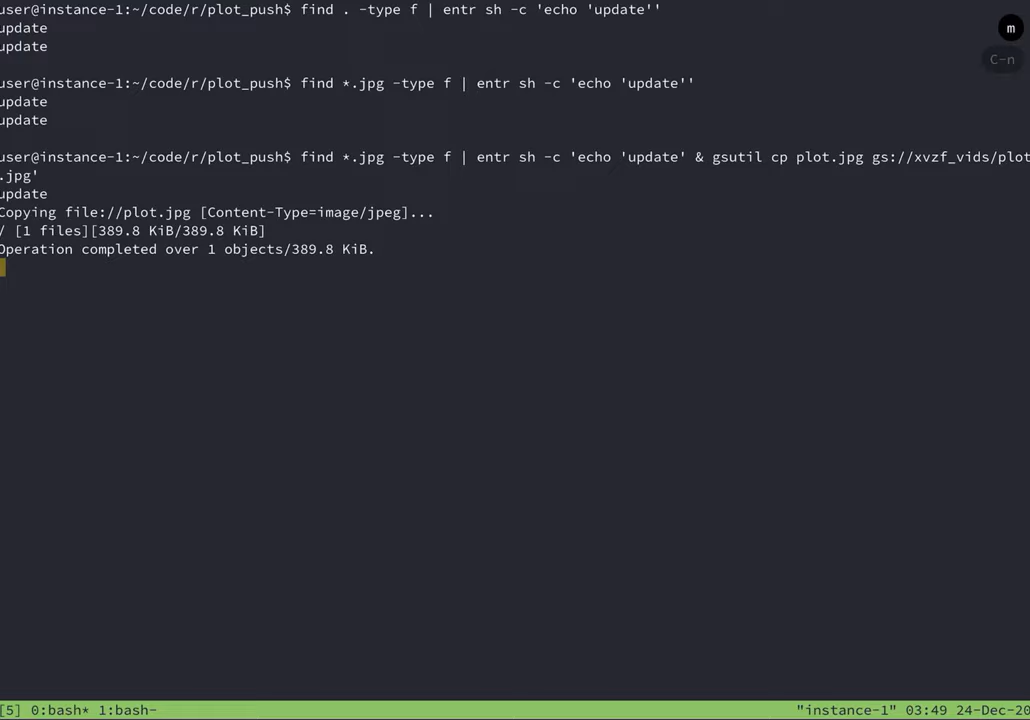 user@instance-1:~/code/r/plot_push$ find . -type f | entr sh -c 'echo 'update''
update
update
user@instance-1:~/code/r/plot_push$ find *.jpg -type f | entr sh -c 'echo 'update''
update
update
user@instance-1:~/code/r/plot_push$ find *.jpg -type f | entr sh -c 'echo 'update' & gsutil cp plot.jpg gs://xvzf_vids/plot
.jpg'
update
Copying file://plot.jpg [Content-Type=image/jpeg]...
/ [1 files][389.8 KiB/389.8 KiB]
Operation completed over 1 objects/389.8 KiB.
m
C-n
[5] 0:bash* 1:bash- "instance-1" 03:49 24-Dec-20